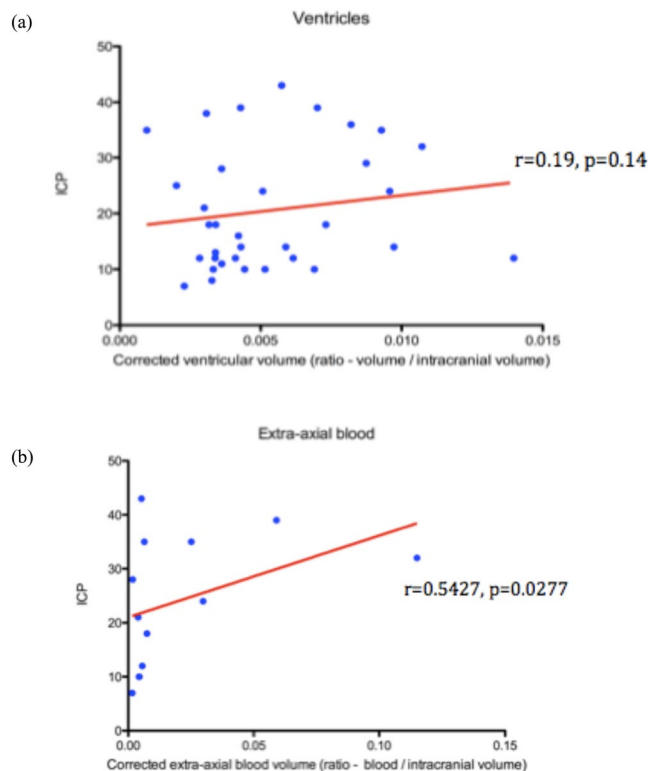 (a)
Ventricles
50
40
30
20
10
0
ICP
r=0.19, p=0.14
0.000 0.005 0.010 0.015
Corrected ventricular volume (ratio - volume / intracranial volume)
(b)
Extra-axial blood
50
40
30
20
10
0
ICP
r=0.5427, p=0.0277
0.00 0.05 0.10 0.15
Corrected extra-axial blood volume (ratio - blood / intracranial volume)